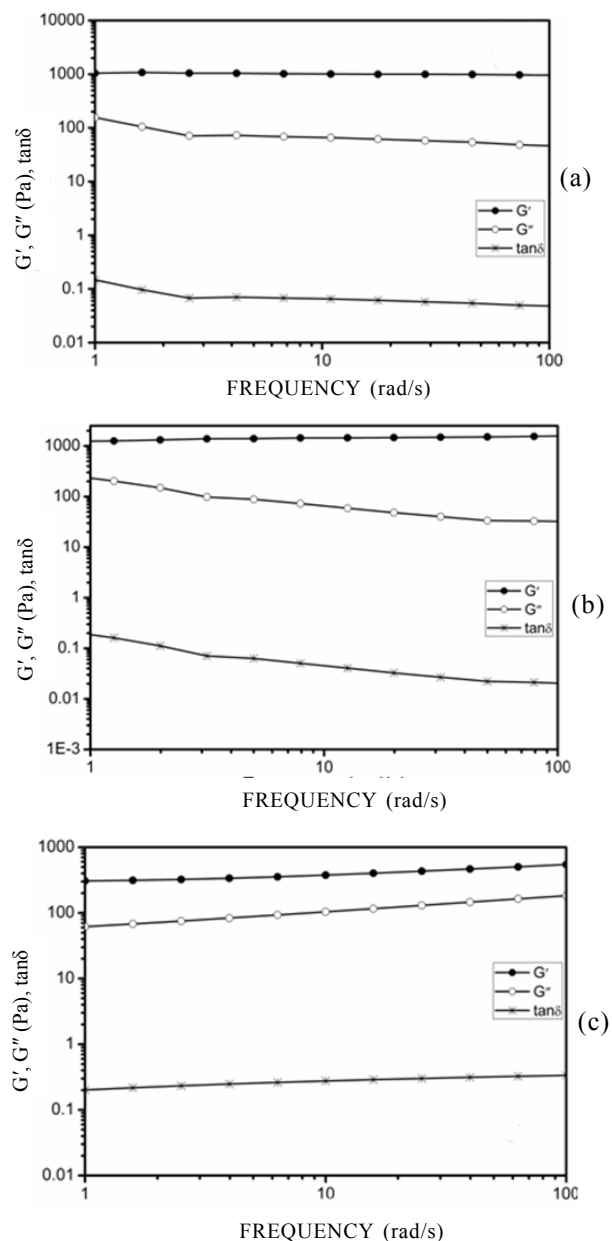 10000
1000
100
10
1
0.1
0.01
G′, G″ (Pa), tanδ
G′
G″
tanδ
(a)
1
10
100
FREQUENCY (rad/s)
1000
100
10
1
0.1
0.01
1E-3
G′, G″ (Pa), tanδ
G′
G″
tanδ
(b)
1
10
100
FREQUENCY (rad/s)
1000
100
10
1
0.1
0.01
G′, G″ (Pa), tanδ
G′
G″
tanδ
(c)
1
10
100
FREQUENCY (rad/s)